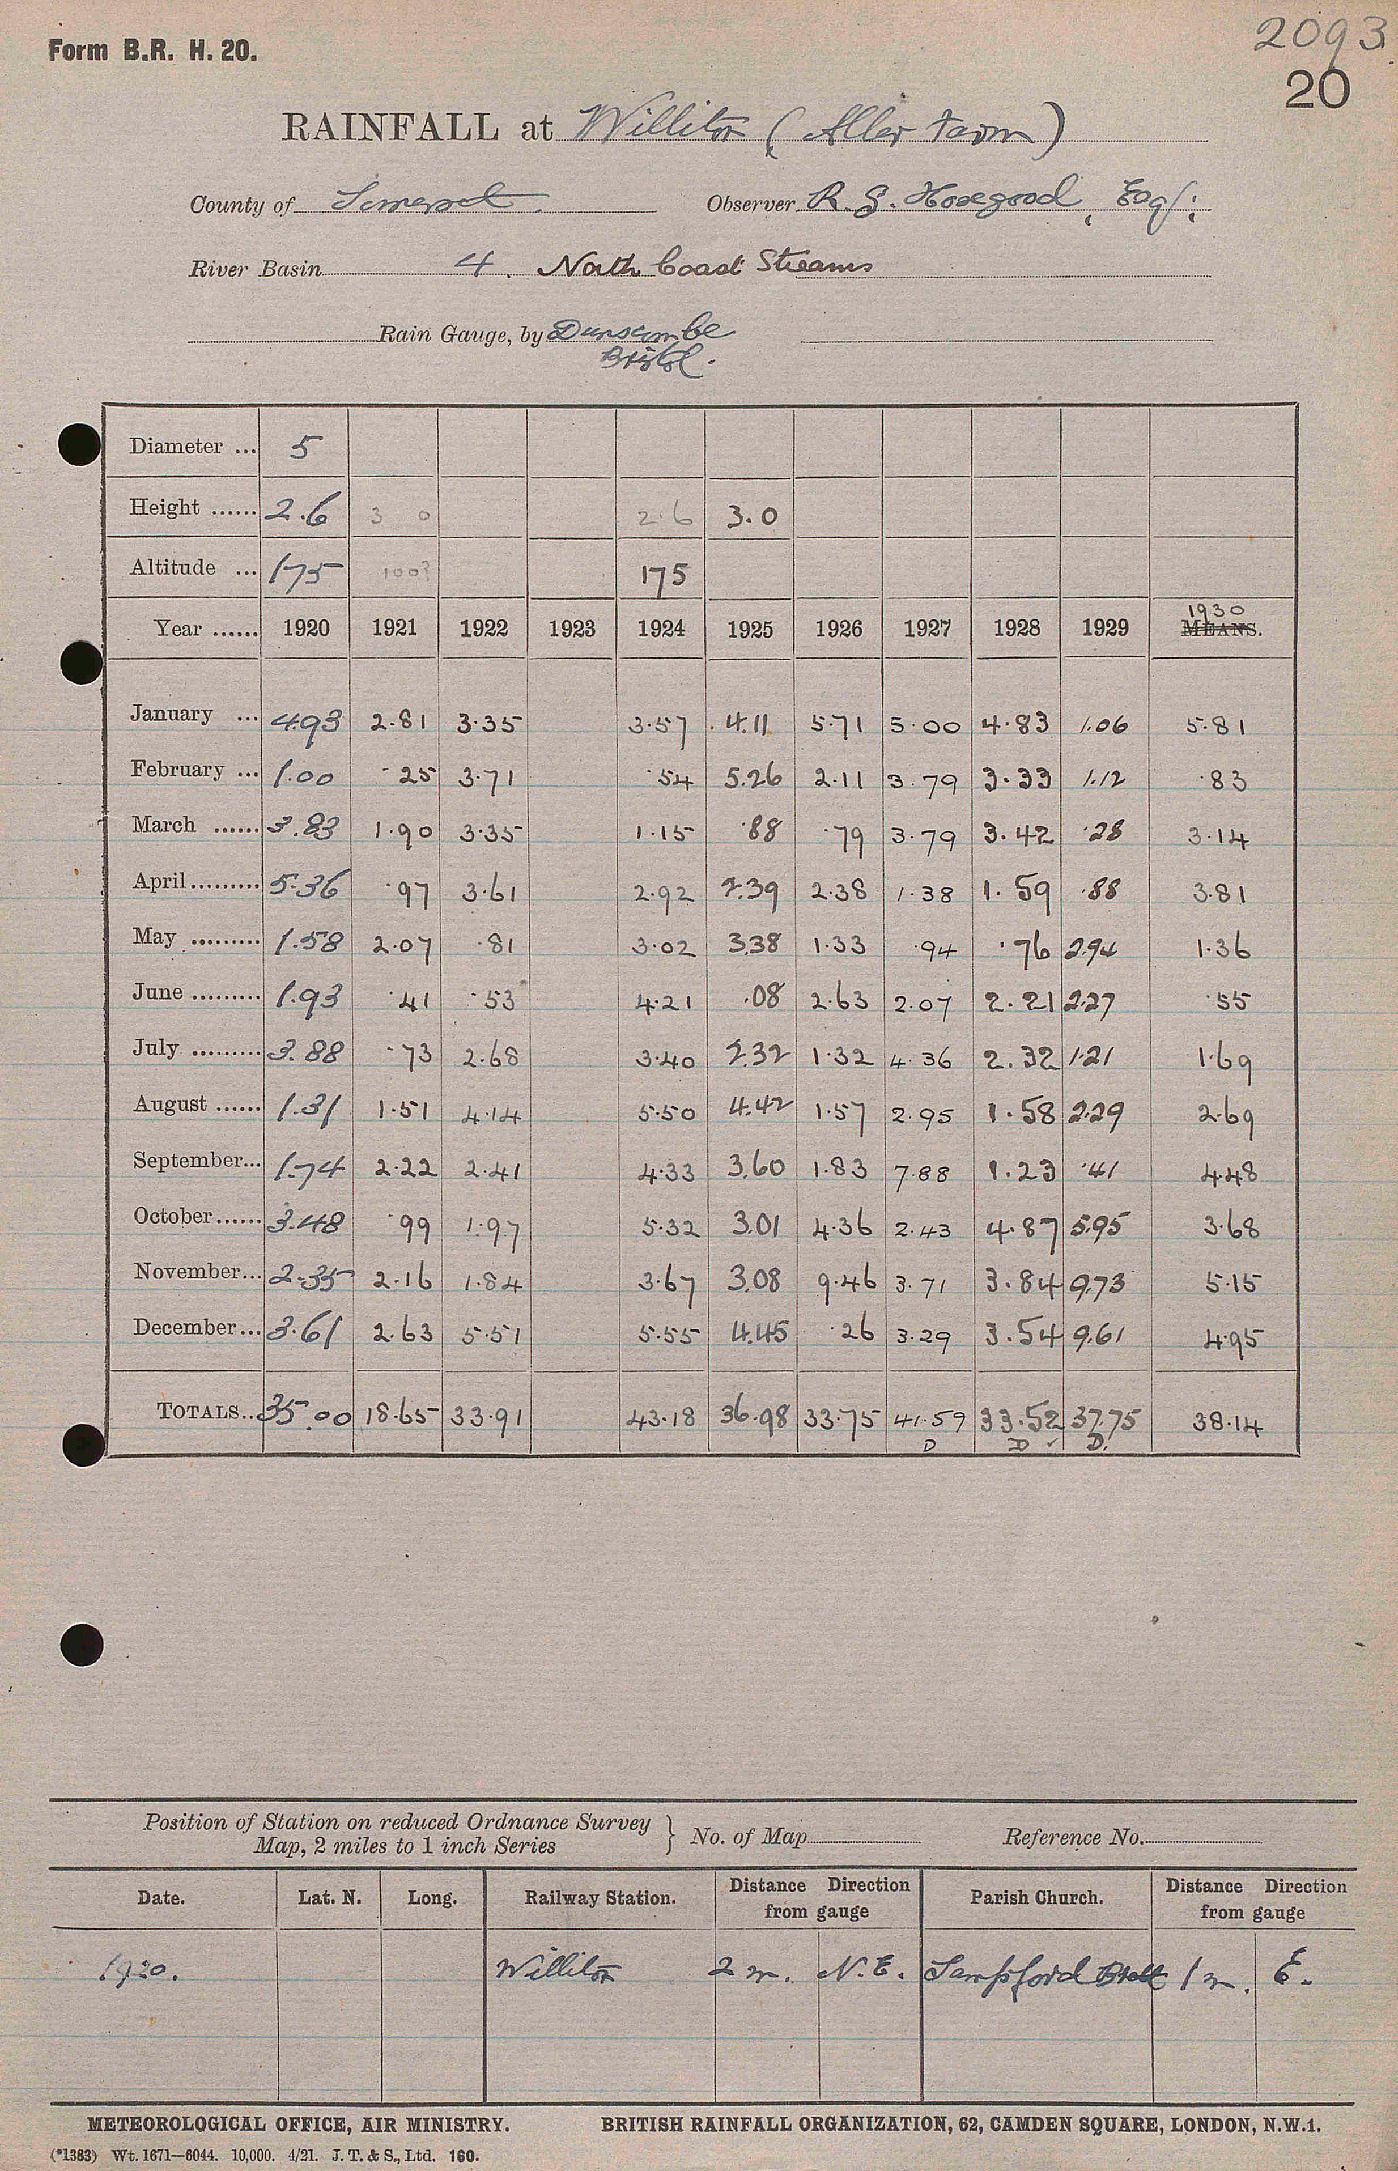 Form B.R. H. 20.
2093
20
RAINFALL at Williton (Aller Farm)
County of Somerset. Observer R. G. Hosegood, Esq;
River Basin 4. North Coast Streams
Rain Gauge, by Dunscombe
Bristol.
Diameter ... 5
Height ...... 2.6 3 0 2.6 3.0
Altitude ... 175 100? 175
1930
Year ...... 1920 1921 1922 1923 1924 1925 1926 1927 1928 1929 MEANS.
January ... 4.93 2.81 3.35 3.57 4.11 5.71 5.00 4.83 1.06 5.81
February ... 1.00 .25 3.71 .54 5.26 2.11 3.79 3.33 1.12 .83
March ...... 3.83 1.90 3.35 1.15 .88 .79 3.79 3.42 .28 3.14
April ......... 5.36 .97 3.61 2.92 2.39 2.38 1.38 1.59 .88 3.81
May ......... 1.58 2.07 .81 3.02 3.38 1.33 .94 .76 2.94 1.36
June ......... 1.93 .41 .53 4.21 .08 2.63 2.07 2.21 2.27 .55
July ......... 3.88 .73 2.68 3.40 2.32 1.32 4.36 2.32 1.21 1.69
August ...... 1.31 1.51 4.14 5.50 4.42 1.57 2.95 1.58 2.29 2.69
September... 1.74 2.22 2.41 4.33 3.60 1.83 7.88 1.23 .41 4.48
October...... 3.48 .99 1.97 5.32 3.01 4.36 2.43 4.87 5.95 3.68
November... 2.35 2.16 1.84 3.67 3.08 9.46 3.71 3.84 9.73 5.15
December... 3.61 2.63 5.51 5.55 4.45 .26 3.29 3.54 9.61 4.95
TOTALS.. 35.00 18.65 33.91 43.18 36.98 33.75 41.59 33.52 37.75 38.14
D D ✓ D.
Position of Station on reduced Ordnance Survey
Map, 2 miles to 1 inch Series } No. of Map Reference No.
Date. Lat. N. Long. Railway Station. Distance Direction from gauge Parish Church. Distance Direction from gauge
1920. Williton 2 m. N.E. Sampford Brett 1 m. E.
METEOROLOGICAL OFFICE, AIR MINISTRY. BRITISH RAINFALL ORGANIZATION, 62, CAMDEN SQUARE, LONDON, N.W.1.
(*1383) Wt. 1671—6044. 10,000. 4/21. J. T. & S., Ltd. 160.